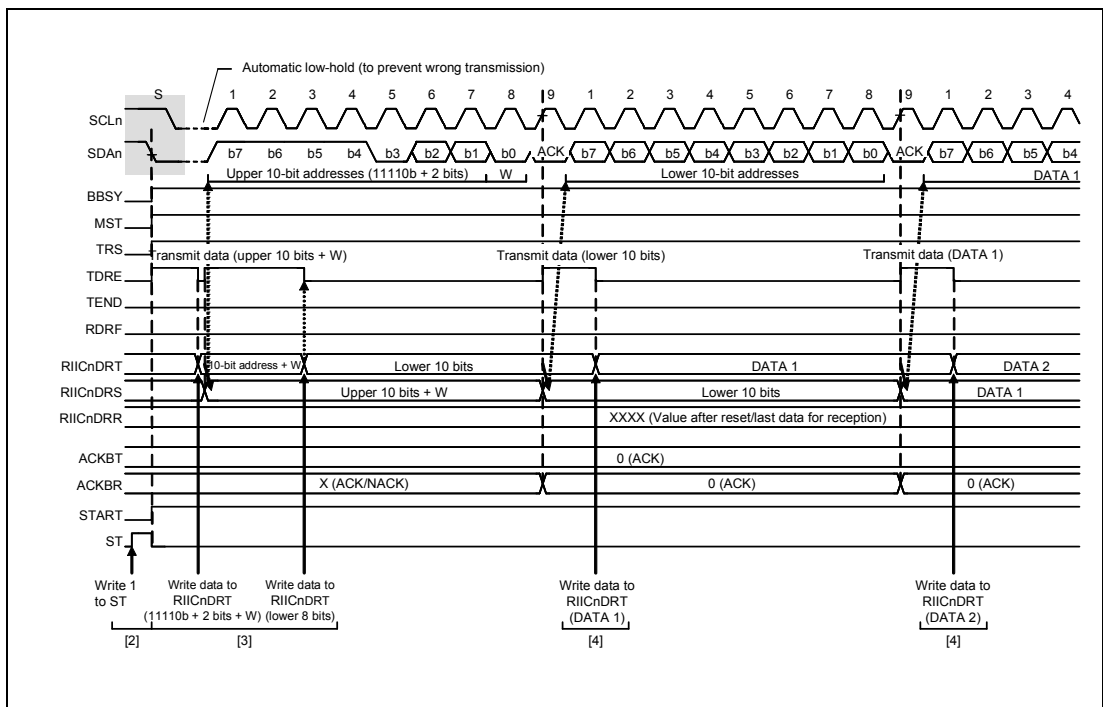 Automatic low-hold (to prevent wrong transmission)
S 1 2 3 4 5 6 7 8 9 1 2 3 4 5 6 7 8 9 1 2 3 4
SCLn
SDAn b7 b6 b5 b4 b3 b2 b1 b0 ACK b7 b6 b5 b4 b3 b2 b1 b0 ACK b7 b6 b5 b4
Upper 10-bit addresses (11110b + 2 bits) W Lower 10-bit addresses DATA 1
BBSY
MST
TRS
Transmit data (upper 10 bits + W) Transmit data (lower 10 bits) Transmit data (DATA 1)
TDRE
TEND
RDRF
RIICnDRT 10-bit address + W Lower 10 bits DATA 1 DATA 2
RIICnDRS Upper 10 bits + W Lower 10 bits DATA 1
RIICnDRR XXXX (Value after reset/last data for reception)
ACKBT 0 (ACK)
ACKBR X (ACK/NACK) 0 (ACK) 0 (ACK)
START
ST
Write 1 Write data to Write data to Write data to Write data to
to ST RIICnDRT RIICnDRT RIICnDRT RIICnDRT
(11110b + 2 bits + W) (lower 8 bits) (DATA 1) (DATA 2)
[2] [3] [4] [4]